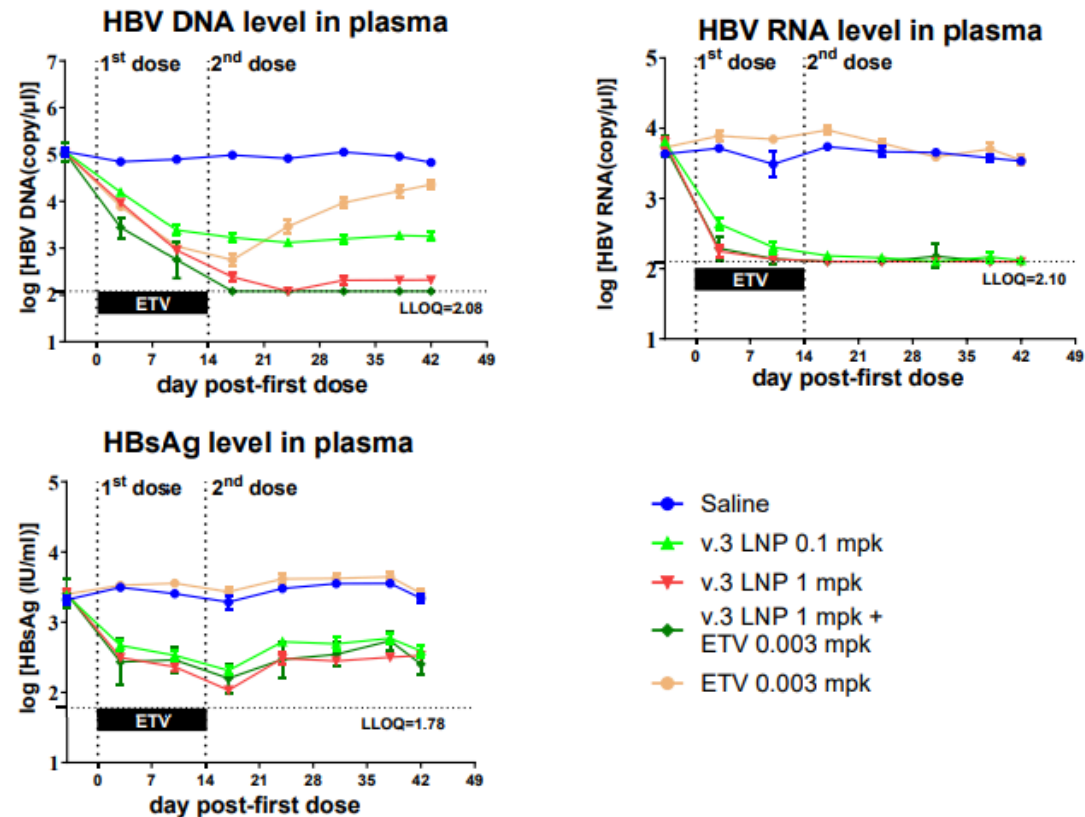 HBV DNA level in plasma
1st dose
2nd dose
log [HBV DNA(copy/µl)]
7
6
5
4
3
2
1
ETV
LLOQ=2.08
0 7 14 21 28 35 42 49
day post-first dose
HBV RNA level in plasma
1st dose
2nd dose
log [HBV RNA(copy/µl)]
5
4
3
2
1
ETV
LLOQ=2.10
0 7 14 21 28 35 42 49
day post-first dose
HBsAg level in plasma
1st dose
2nd dose
log [HBsAg (IU/ml)]
5
4
3
2
1
ETV
LLOQ=1.78
0 7 14 21 28 35 42 49
day post-first dose
Saline
v.3 LNP 0.1 mpk
v.3 LNP 1 mpk
v.3 LNP 1 mpk +
ETV 0.003 mpk
ETV 0.003 mpk